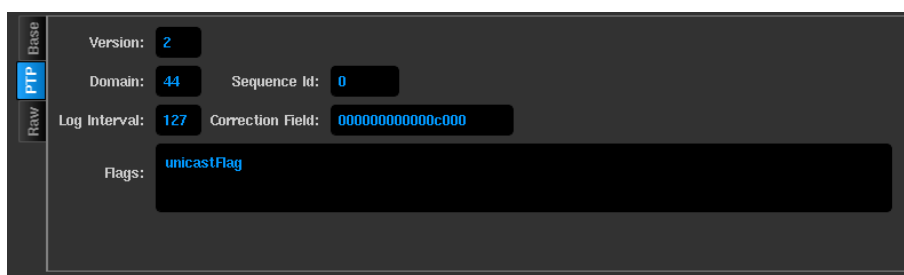 Base
PTP
Raw
Version: 2
Domain: 44 Sequence Id: 0
Log Interval: 127 Correction Field: 000000000000c000
Flags: unicastFlag